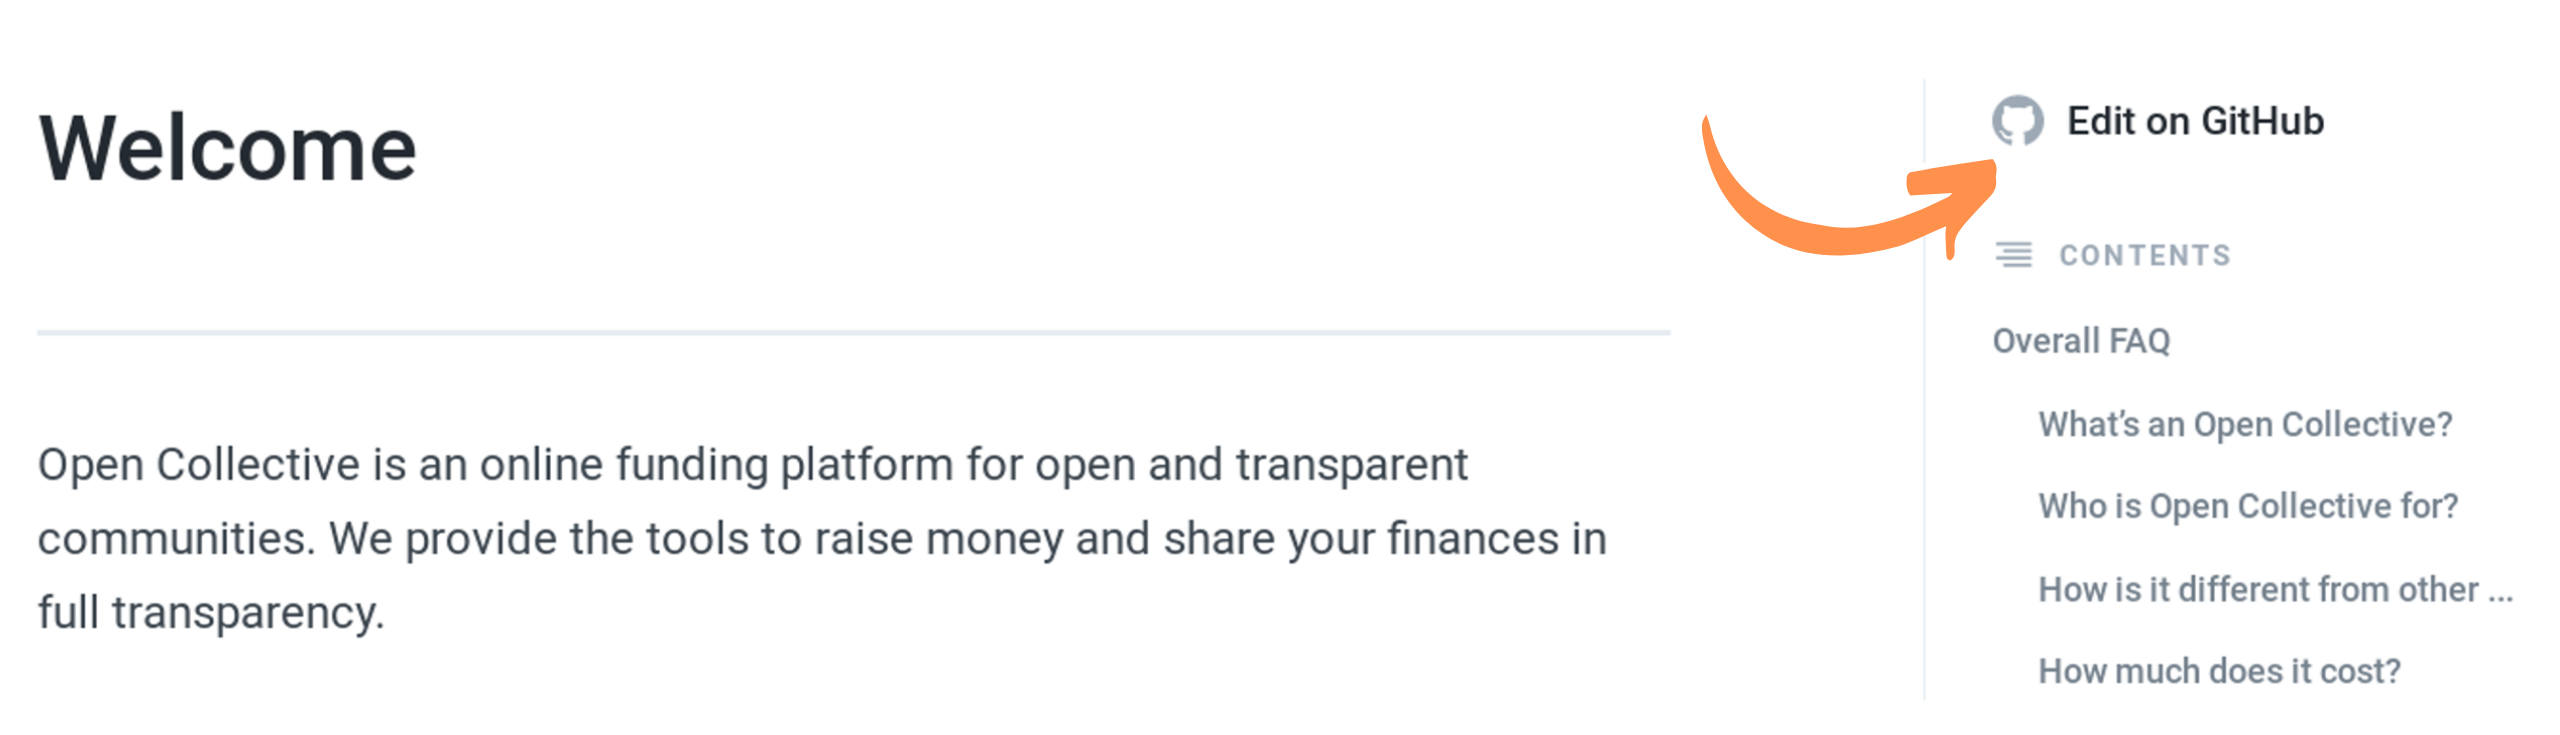 Welcome
Open Collective is an online funding platform for open and transparent
communities. We provide the tools to raise money and share your finances in
full transparency.
Edit on GitHub
CONTENTS
Overall FAQ
What's an Open Collective?
Who is Open Collective for?
How is it different from other ...
How much does it cost?